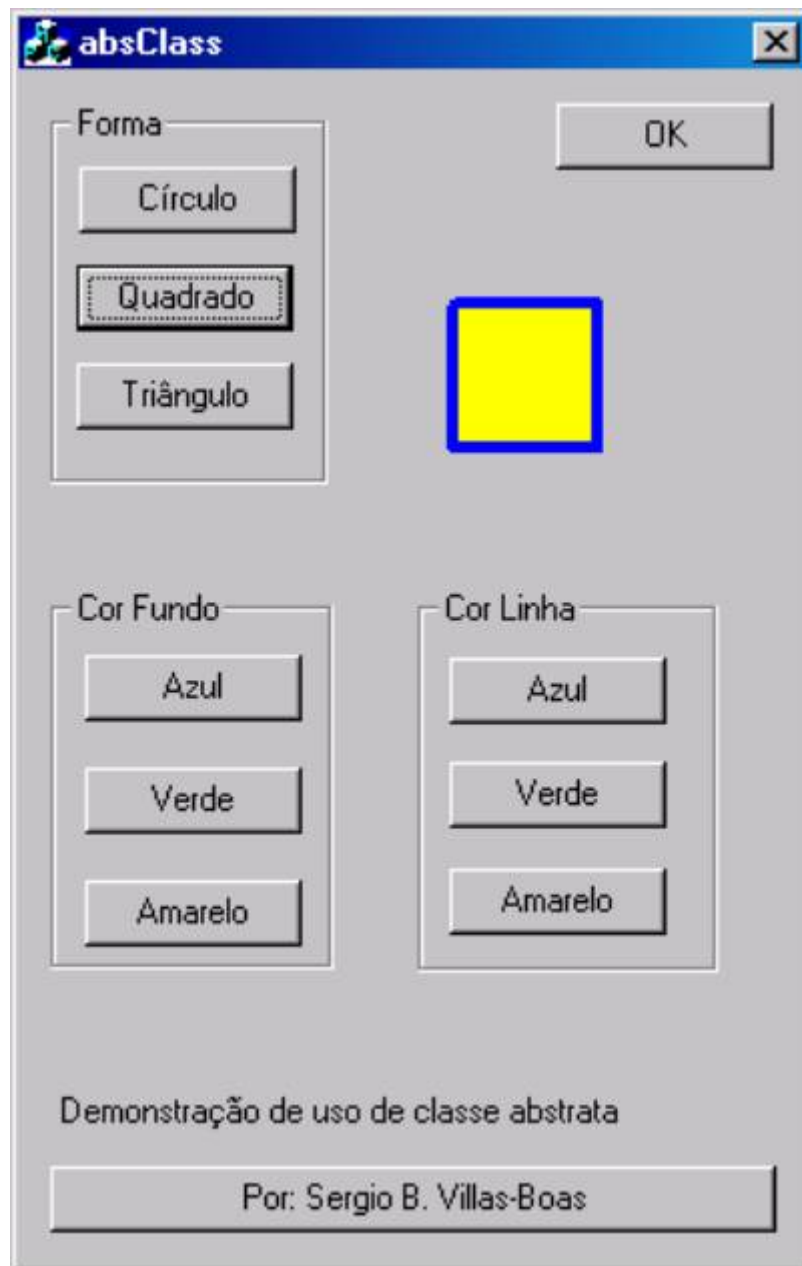 absClass
Forma
OK
Círculo
Quadrado
Triângulo
Cor Fundo
Azul
Verde
Amarelo
Cor Linha
Azul
Verde
Amarelo
Demonstração de uso de classe abstrata
Por: Sergio B. Villas-Boas